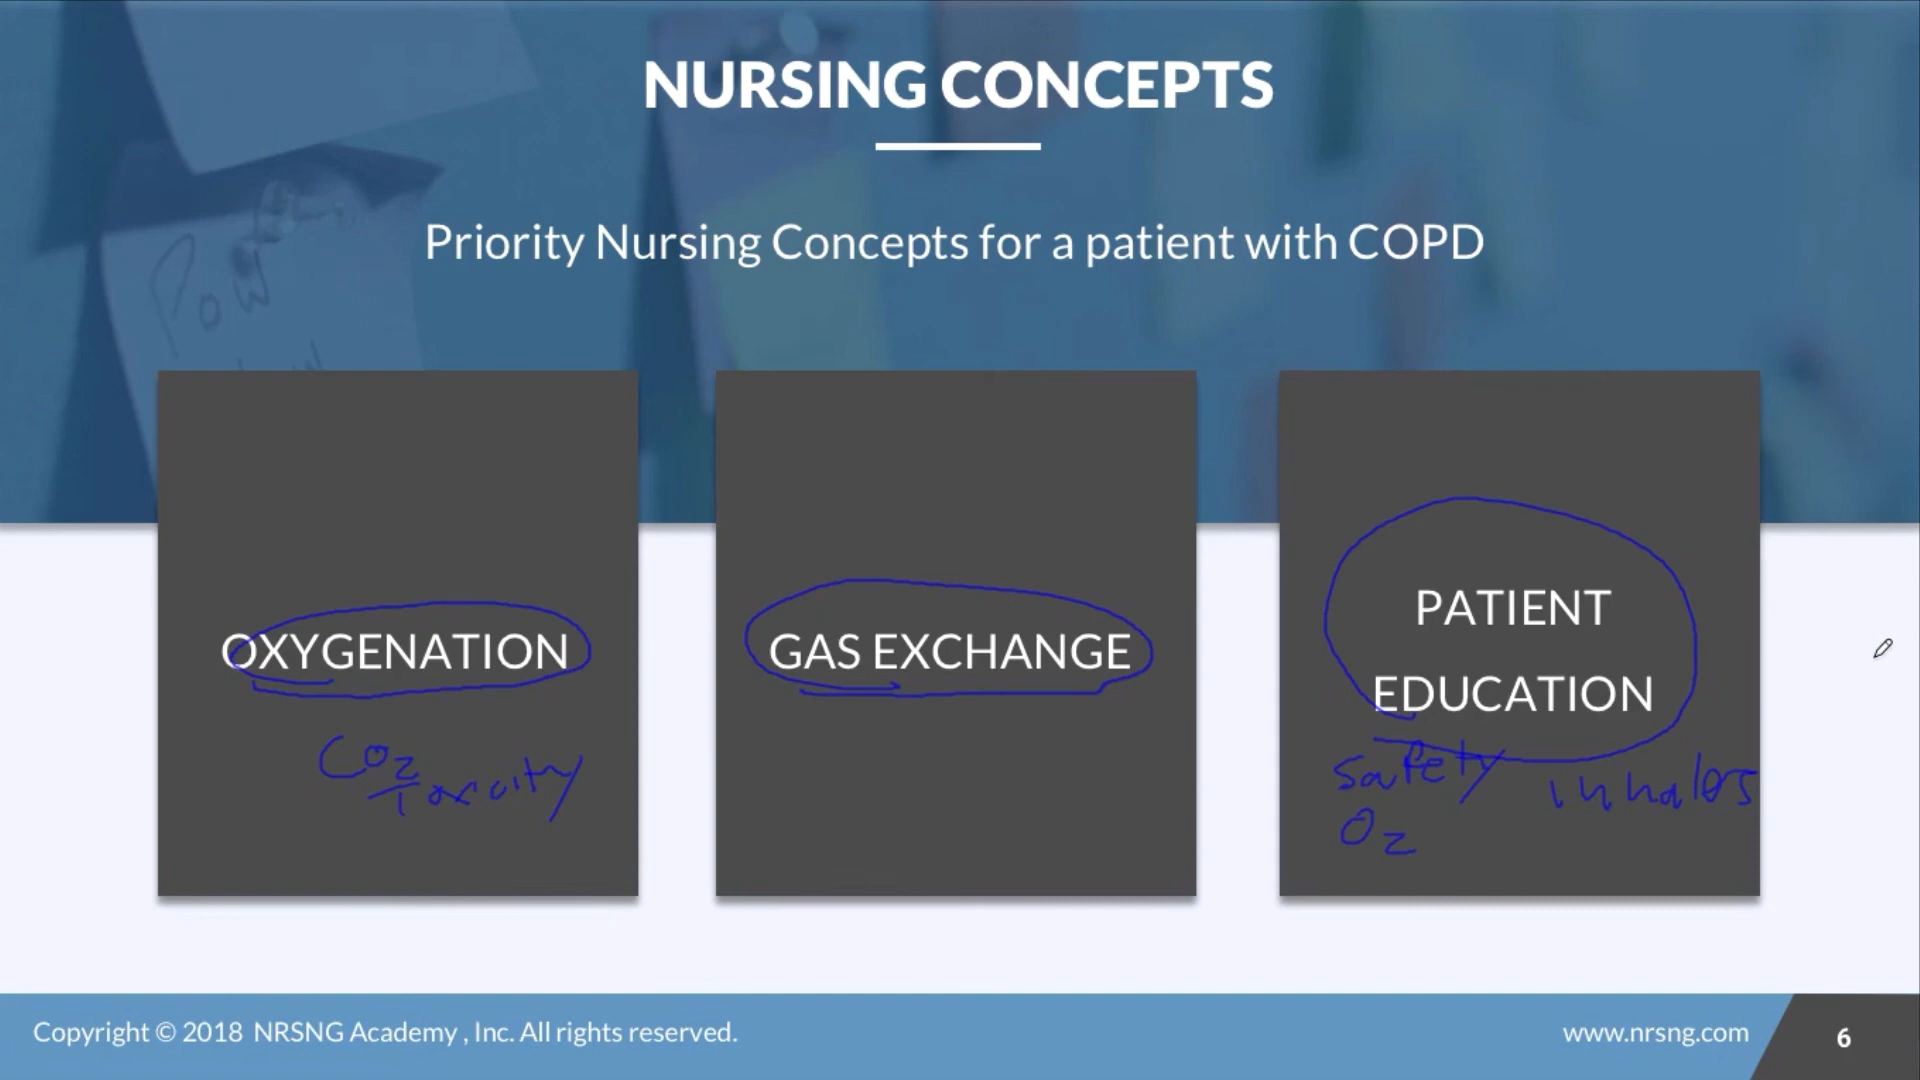 NURSING CONCEPTS
Priority Nursing Concepts for a patient with COPD
OXYGENATION
CO2
Toxicity
GAS EXCHANGE
PATIENT
EDUCATION
Safety inhalers
O2
Pow
Copyright © 2018 NRSNG Academy , Inc. All rights reserved.
www.nrsng.com
6